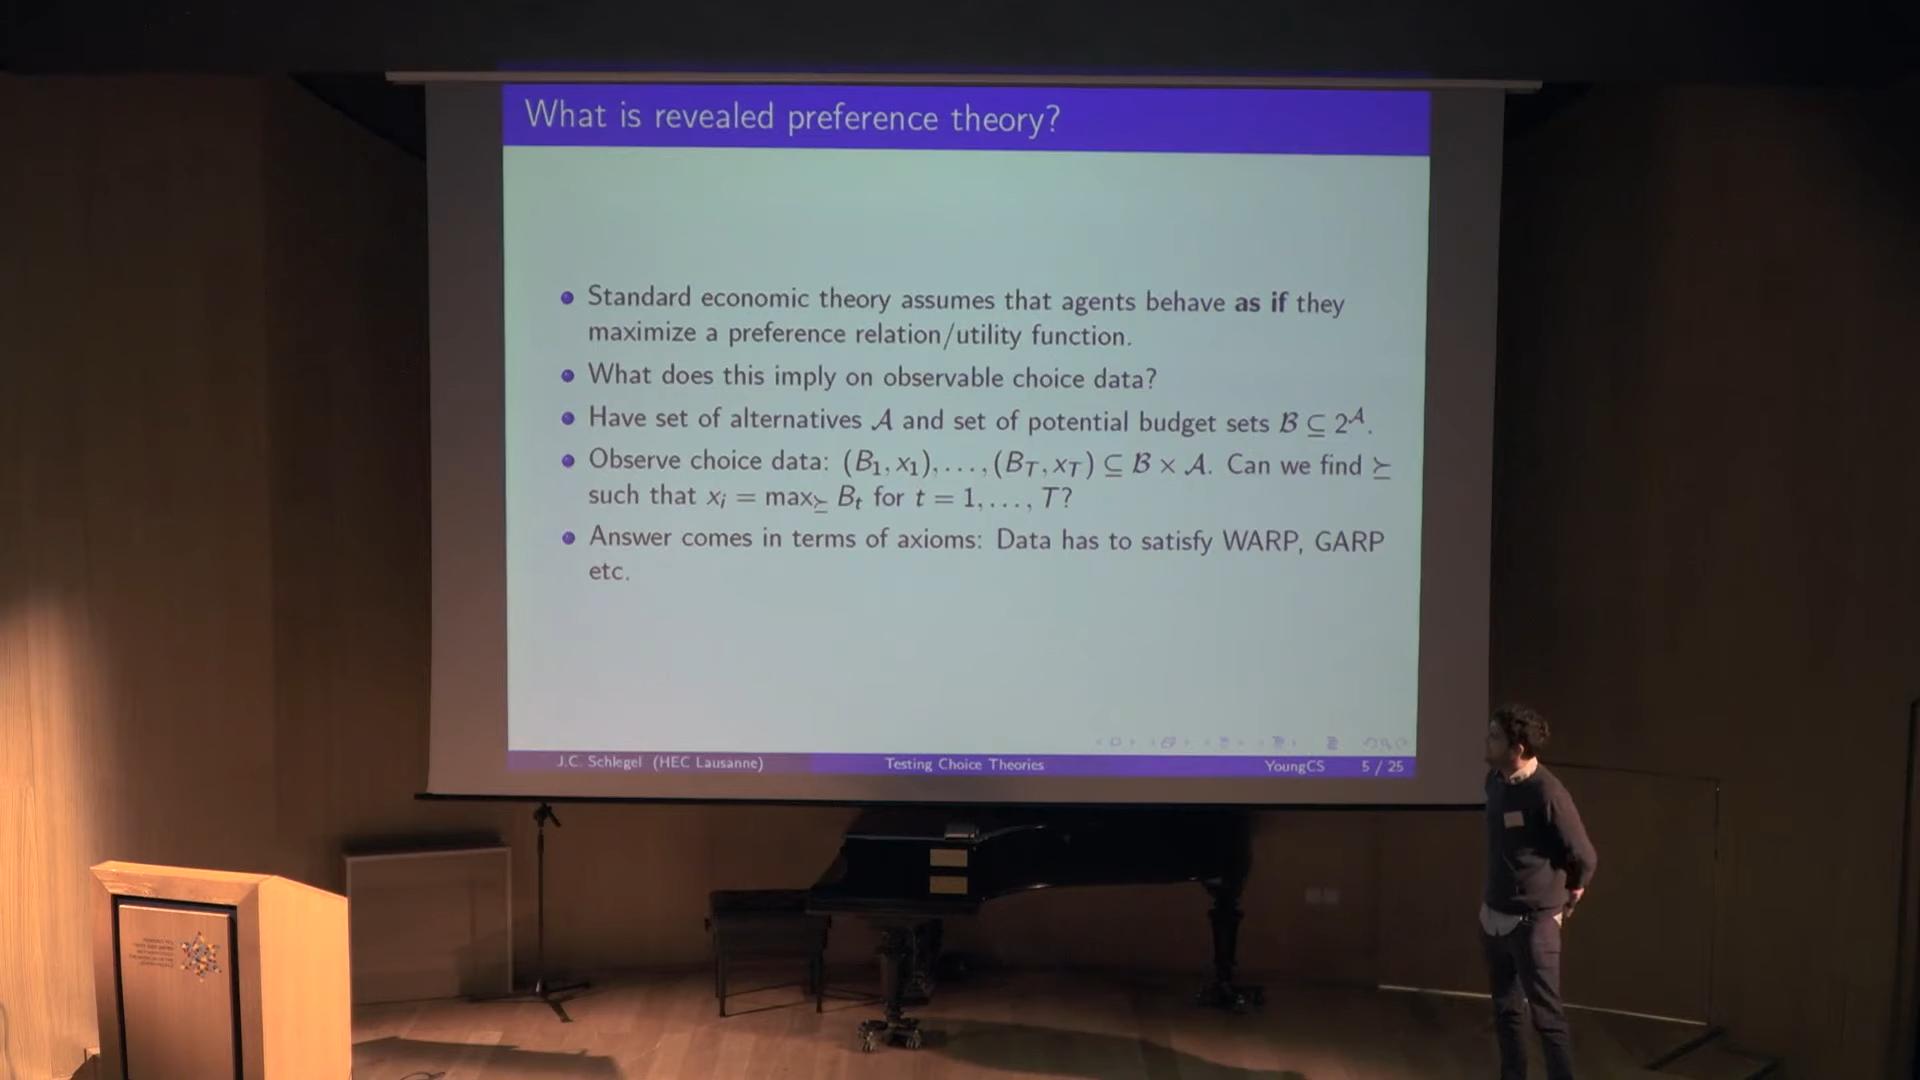 What is revealed preference theory?
Standard economic theory assumes that agents behave as if they
maximize a preference relation/utility function.
What does this imply on observable choice data?
Have set of alternatives 𝒜 and set of potential budget sets ℬ ⊆ 2^𝒜.
Observe choice data: (B₁, x₁), . . . , (B_T, x_T) ⊆ ℬ × 𝒜. Can we find ⪰
such that xᵢ = max_⪰ B_t for t = 1, . . . , T?
Answer comes in terms of axioms: Data has to satisfy WARP, GARP
etc.
J.C. Schlegel (HEC Lausanne) Testing Choice Theories YoungCS 5 / 25